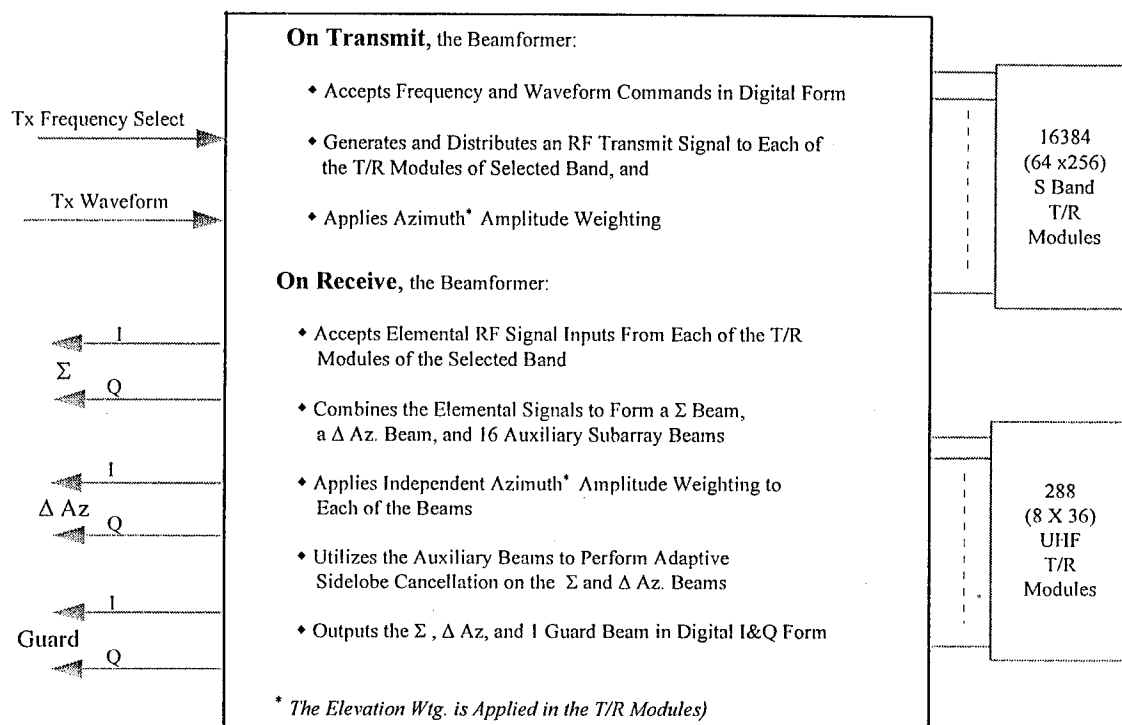 On Transmit, the Beamformer:
◆ Accepts Frequency and Waveform Commands in Digital Form
◆ Generates and Distributes an RF Transmit Signal to Each of
the T/R Modules of Selected Band, and
◆ Applies Azimuth* Amplitude Weighting
On Receive, the Beamformer:
◆ Accepts Elemental RF Signal Inputs From Each of the T/R
Modules of the Selected Band
◆ Combines the Elemental Signals to Form a Σ Beam,
a Δ Az. Beam, and 16 Auxiliary Subarray Beams
◆ Applies Independent Azimuth* Amplitude Weighting to
Each of the Beams
◆ Utilizes the Auxiliary Beams to Perform Adaptive
Sidelobe Cancellation on the Σ and Δ Az. Beams
◆ Outputs the Σ , Δ Az, and 1 Guard Beam in Digital I&Q Form
* The Elevation Wtg. is Applied in the T/R Modules)
Tx Frequency Select
Tx Waveform
I
Σ
Q
I
Δ Az
Q
I
Guard
Q
16384
(64 x256)
S Band
T/R
Modules
288
(8 X 36)
UHF
T/R
Modules